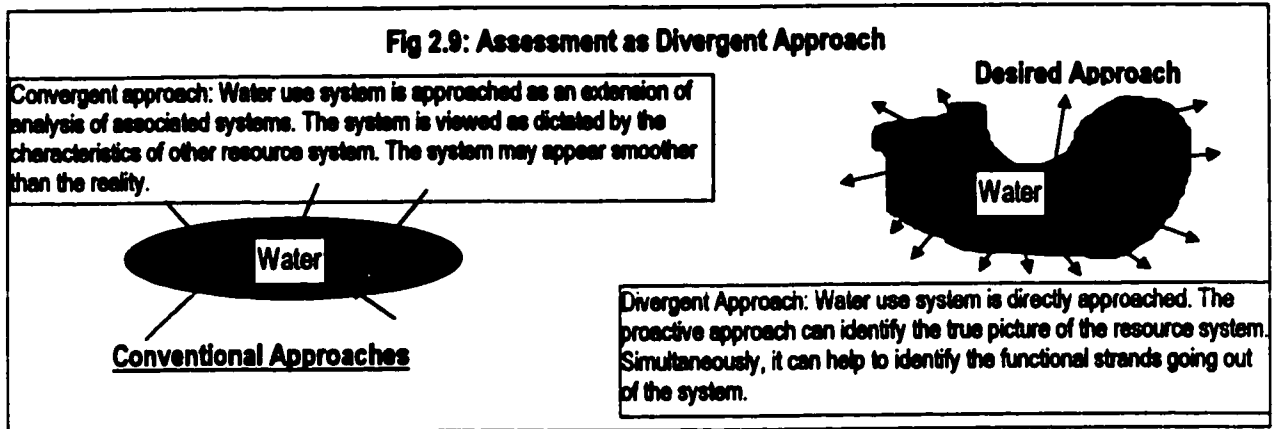 Fig 2.9: Assessment as Divergent Approach
Convergent approach: Water use system is approached as an extension of
analysis of associated systems. The system is viewed as dictated by the
characteristics of other resource system. The system may appear smoother
than the reality.
Water
Conventional Approaches
Desired Approach
Water
Divergent Approach: Water use system is directly approached. The
proactive approach can identify the true picture of the resource system.
Simultaneously, it can help to identify the functional strands going out
of the system.